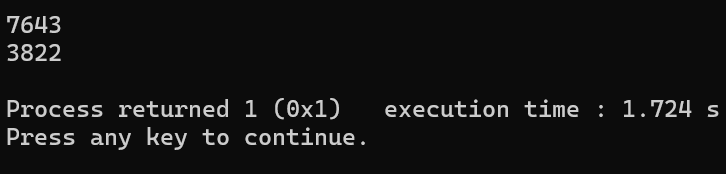 7643
3822
Process returned 1 (0x1)   execution time : 1.724 s
Press any key to continue.